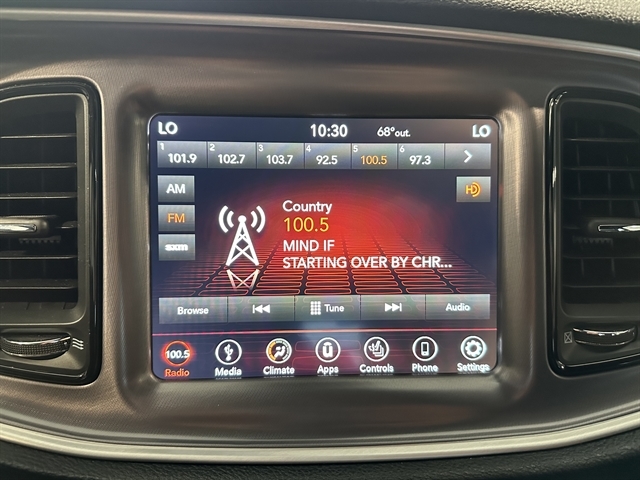 LO 10:30 68°out. LO
1 101.9 2 102.7 3 103.7 4 92.5 5 100.5 6 97.3
AM
HD
FM
sxm
Country
100.5
MIND IF
STARTING OVER BY CHR...
Browse Tune Audio
100.5
Radio Media Climate Apps Controls Phone Settings